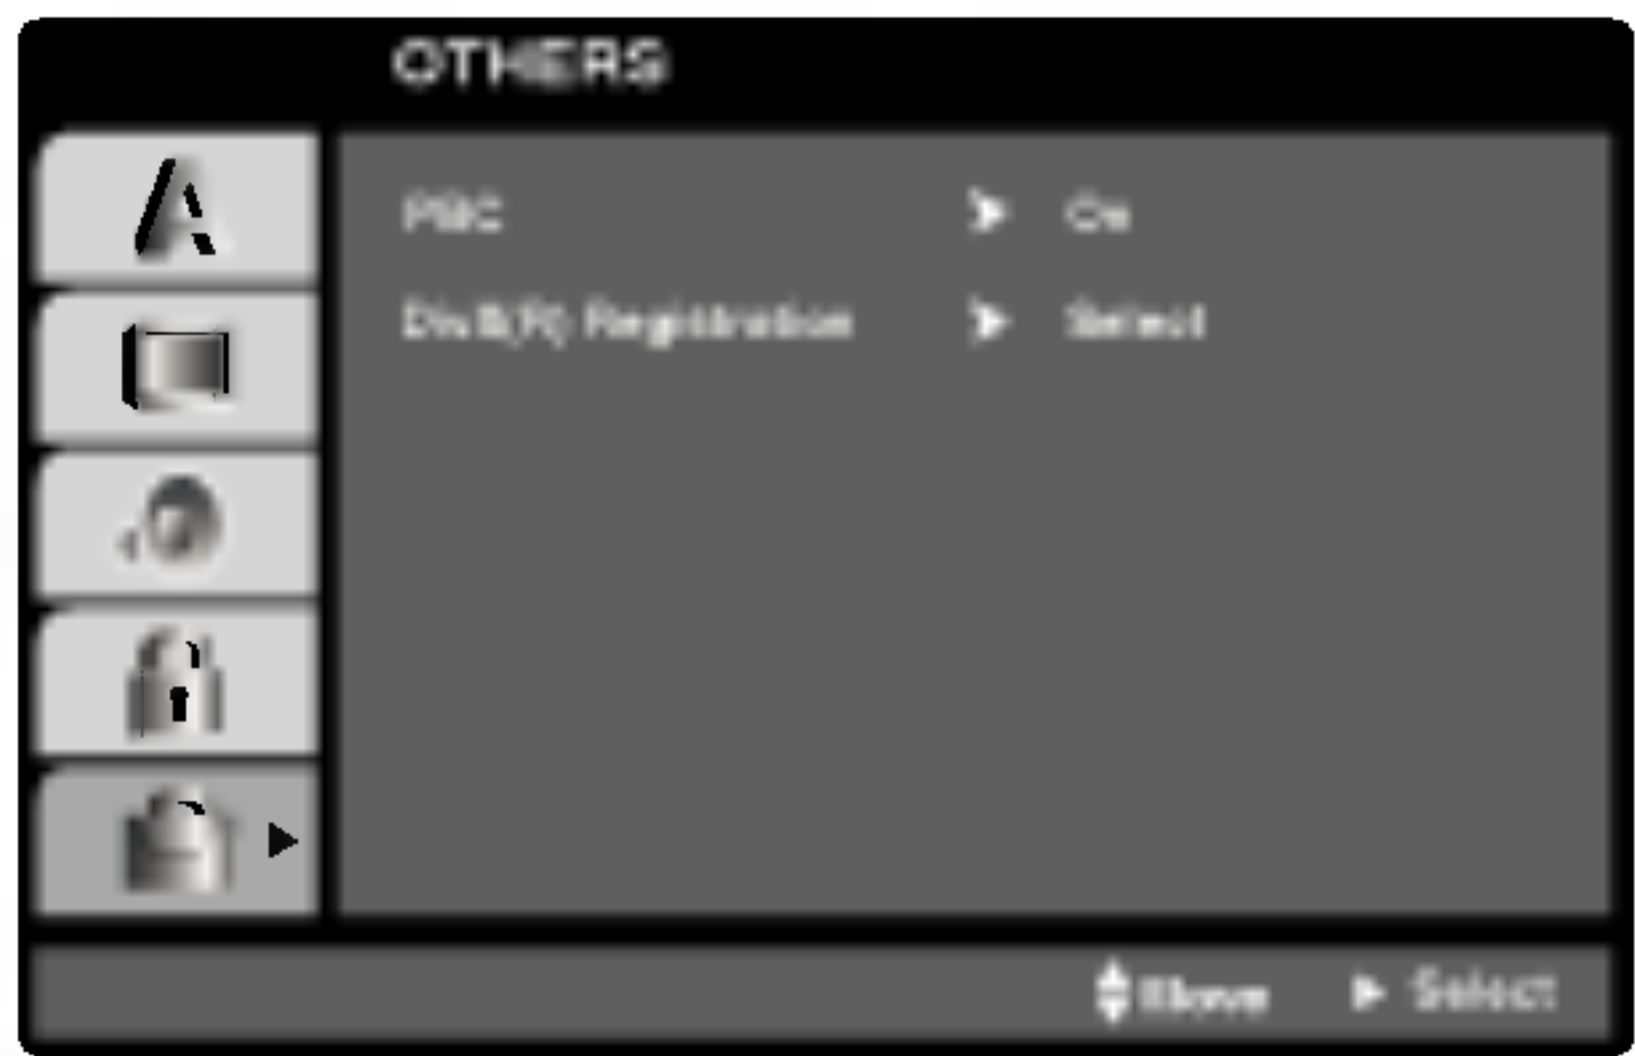 OTHERS
A
PBC On
DivX(R) Registration Select
Move Select